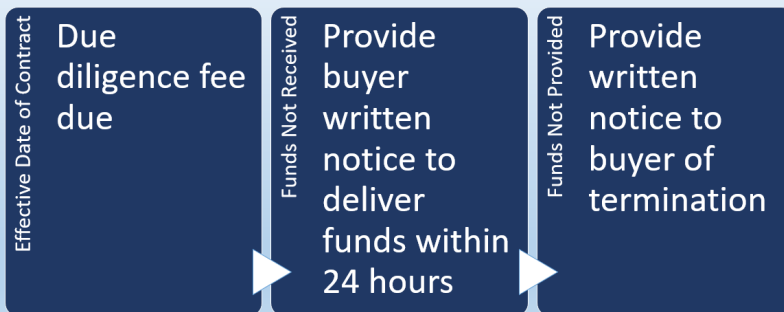 Effective Date of Contract
Due
diligence fee
due
Funds Not Received
Provide
buyer
written
notice to
deliver
funds within
24 hours
Funds Not Provided
Provide
written
notice to
buyer of
termination